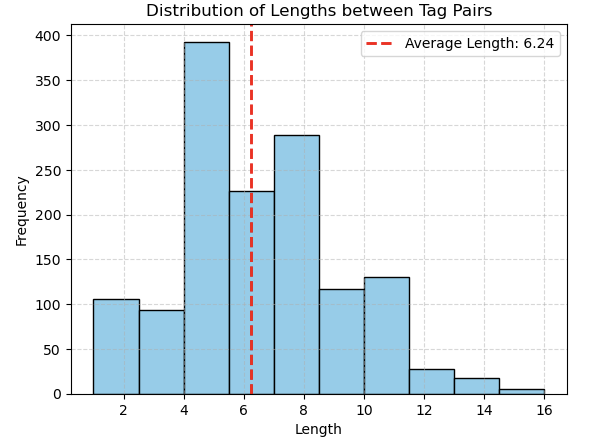 Distribution of Lengths between Tag Pairs
Average Length: 6.24
400
350
300
250
200
150
100
50
0
Frequency
2 4 6 8 10 12 14 16
Length